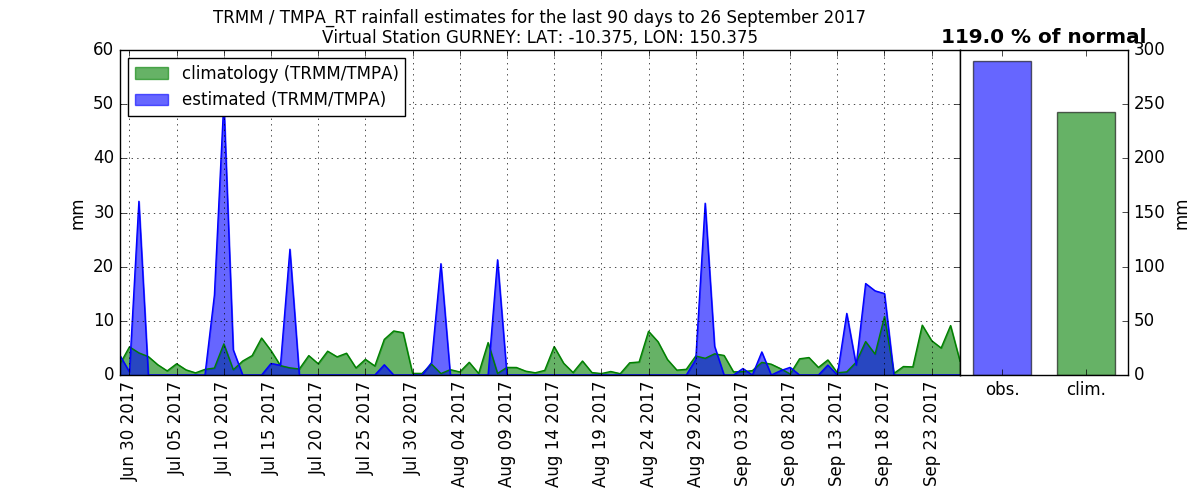 TRMM / TMPA_RT rainfall estimates for the last 90 days to 26 September 2017
Virtual Station GURNEY: LAT: -10.375, LON: 150.375
119.0 % of normal
climatology (TRMM/TMPA)
estimated (TRMM/TMPA)
60
50
40
30
20
10
0
mm
300
250
200
150
100
50
0
mm
Jun 30 2017
Jul 05 2017
Jul 10 2017
Jul 15 2017
Jul 20 2017
Jul 25 2017
Jul 30 2017
Aug 04 2017
Aug 09 2017
Aug 14 2017
Aug 19 2017
Aug 24 2017
Aug 29 2017
Sep 03 2017
Sep 08 2017
Sep 13 2017
Sep 18 2017
Sep 23 2017
obs.
clim.